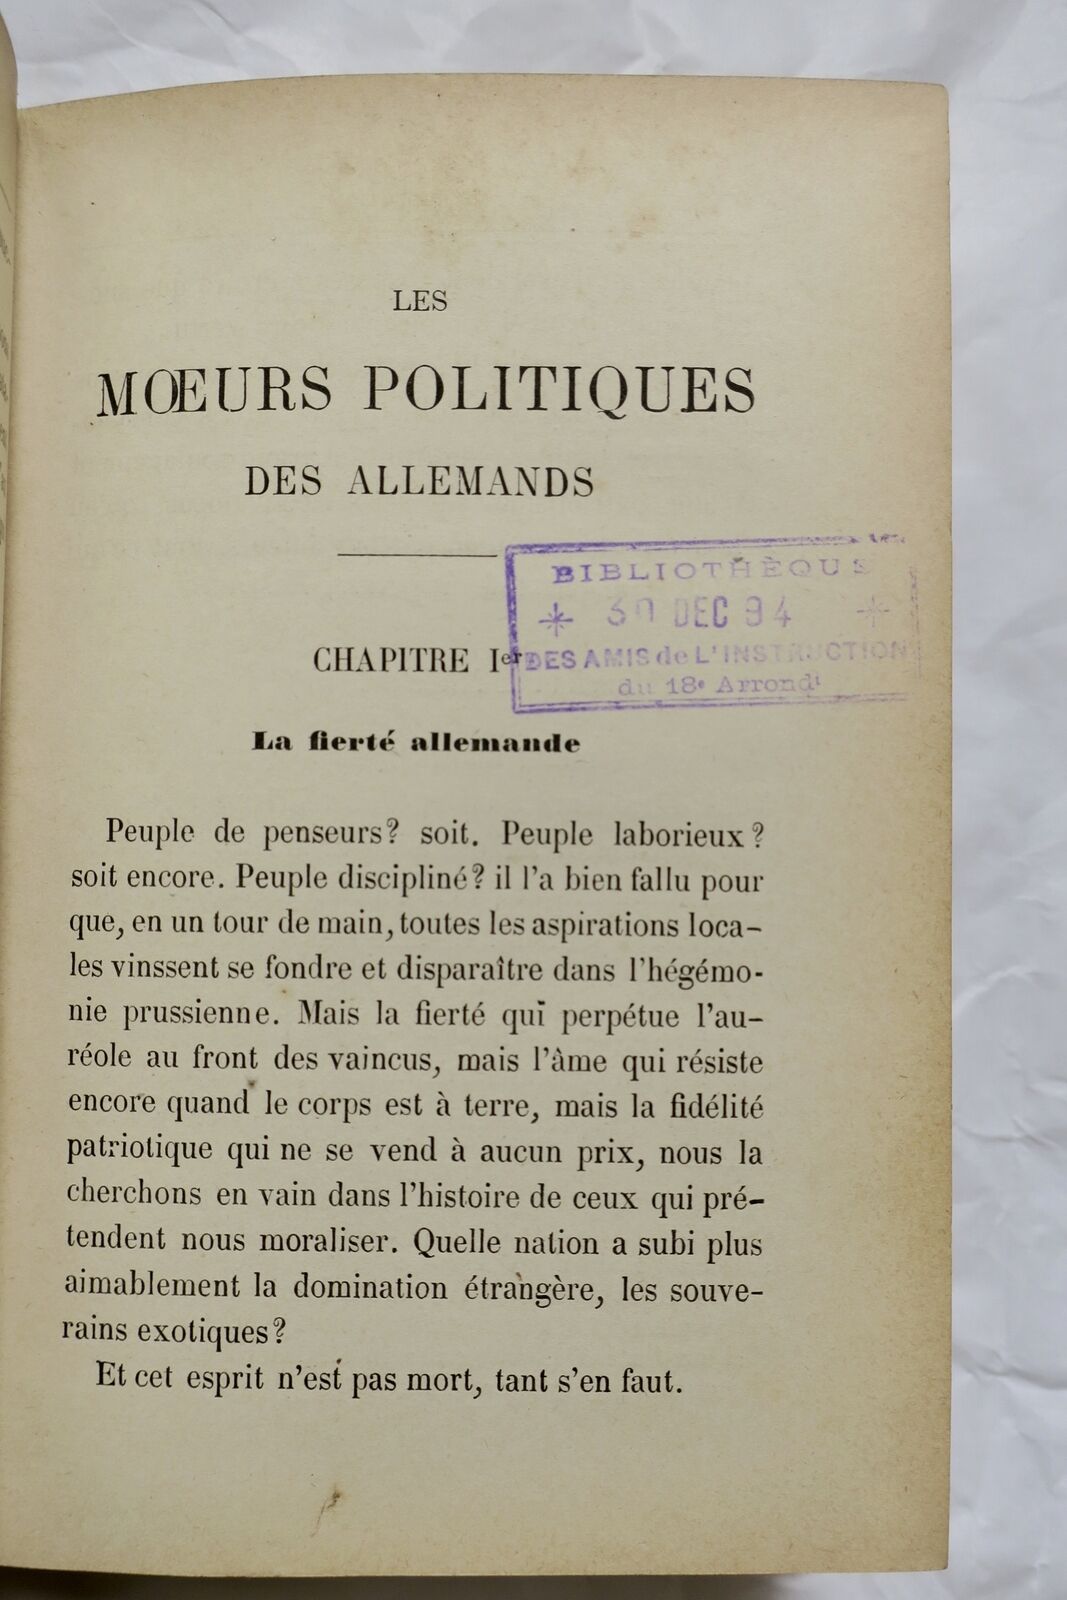 LES
MŒURS POLITIQUES
DES ALLEMANDS
BIBLIOTHÈQUE
30 DEC 94
DES AMIS de L'INSTRUCTION
du 18e Arrondt
CHAPITRE Ier
La fierté allemande
Peuple de penseurs? soit. Peuple laborieux?
soit encore. Peuple discipliné? il l'a bien fallu pour
que, en un tour de main, toutes les aspirations loca-
les vinssent se fondre et disparaître dans l'hégémo-
nie prussienne. Mais la fierté qui perpétue l'au-
réole au front des vaincus, mais l'âme qui résiste
encore quand le corps est à terre, mais la fidélité
patriotique qui ne se vend à aucun prix, nous la
cherchons en vain dans l'histoire de ceux qui pré-
tendent nous moraliser. Quelle nation a subi plus
aimablement la domination étrangère, les souve-
rains exotiques?
Et cet esprit n'est pas mort, tant s'en faut.